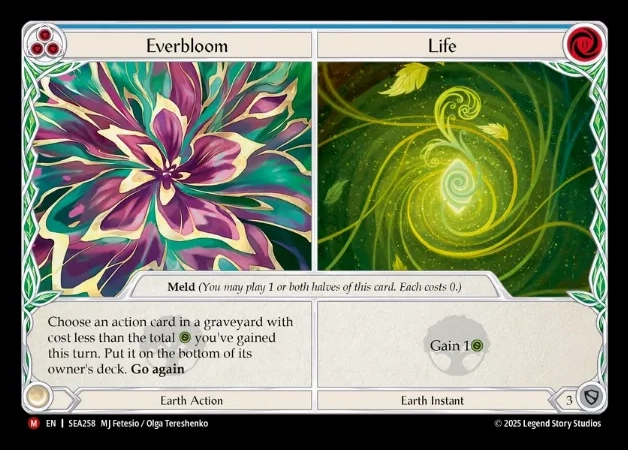 Everbloom
Life
0
Meld (You may play 1 or both halves of this card. Each costs 0.)
Choose an action card in a graveyard with
cost less than the total you've gained
this turn. Put it on the bottom of its
owner's deck. Go again
Gain 1
Earth Action
Earth Instant
3
M EN | SEA258 MJ Fetesio / Olga Tereshenko
© 2025 Legend Story Studios